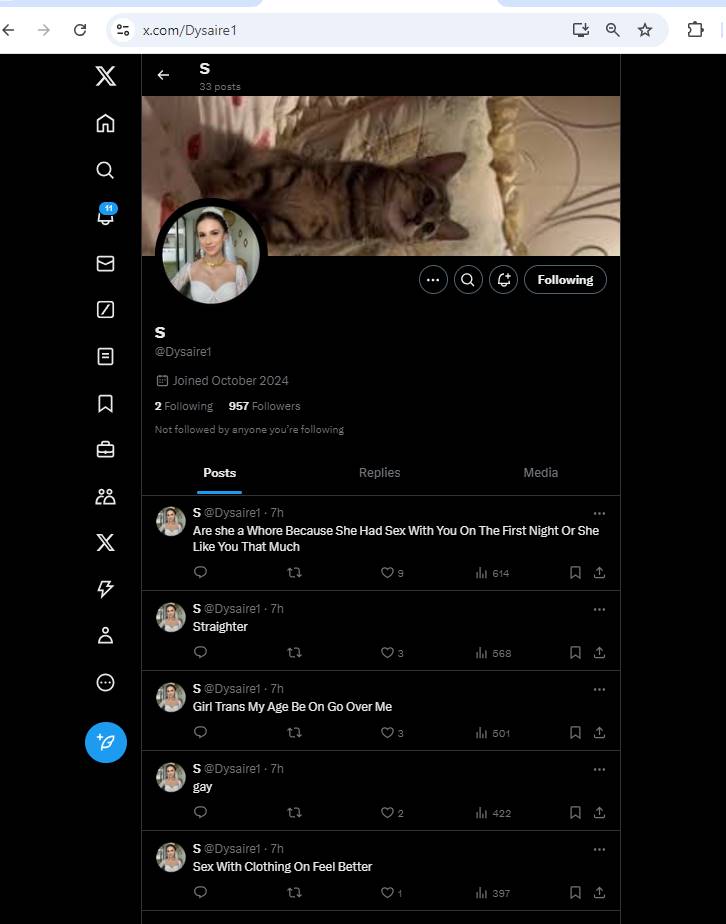 x.com/Dysaire1
S
33 posts
11
Following
S
@Dysaire1
Joined October 2024
2 Following 957 Followers
Not followed by anyone you're following
Posts Replies Media
S @Dysaire1 · 7h
Are she a Whore Because She Had Sex With You On The First Night Or She
Like You That Much
9 614
S @Dysaire1 · 7h
Straighter
3 568
S @Dysaire1 · 7h
Girl Trans My Age Be On Go Over Me
3 501
S @Dysaire1 · 7h
gay
2 422
S @Dysaire1 · 7h
Sex With Clothing On Feel Better
1 397